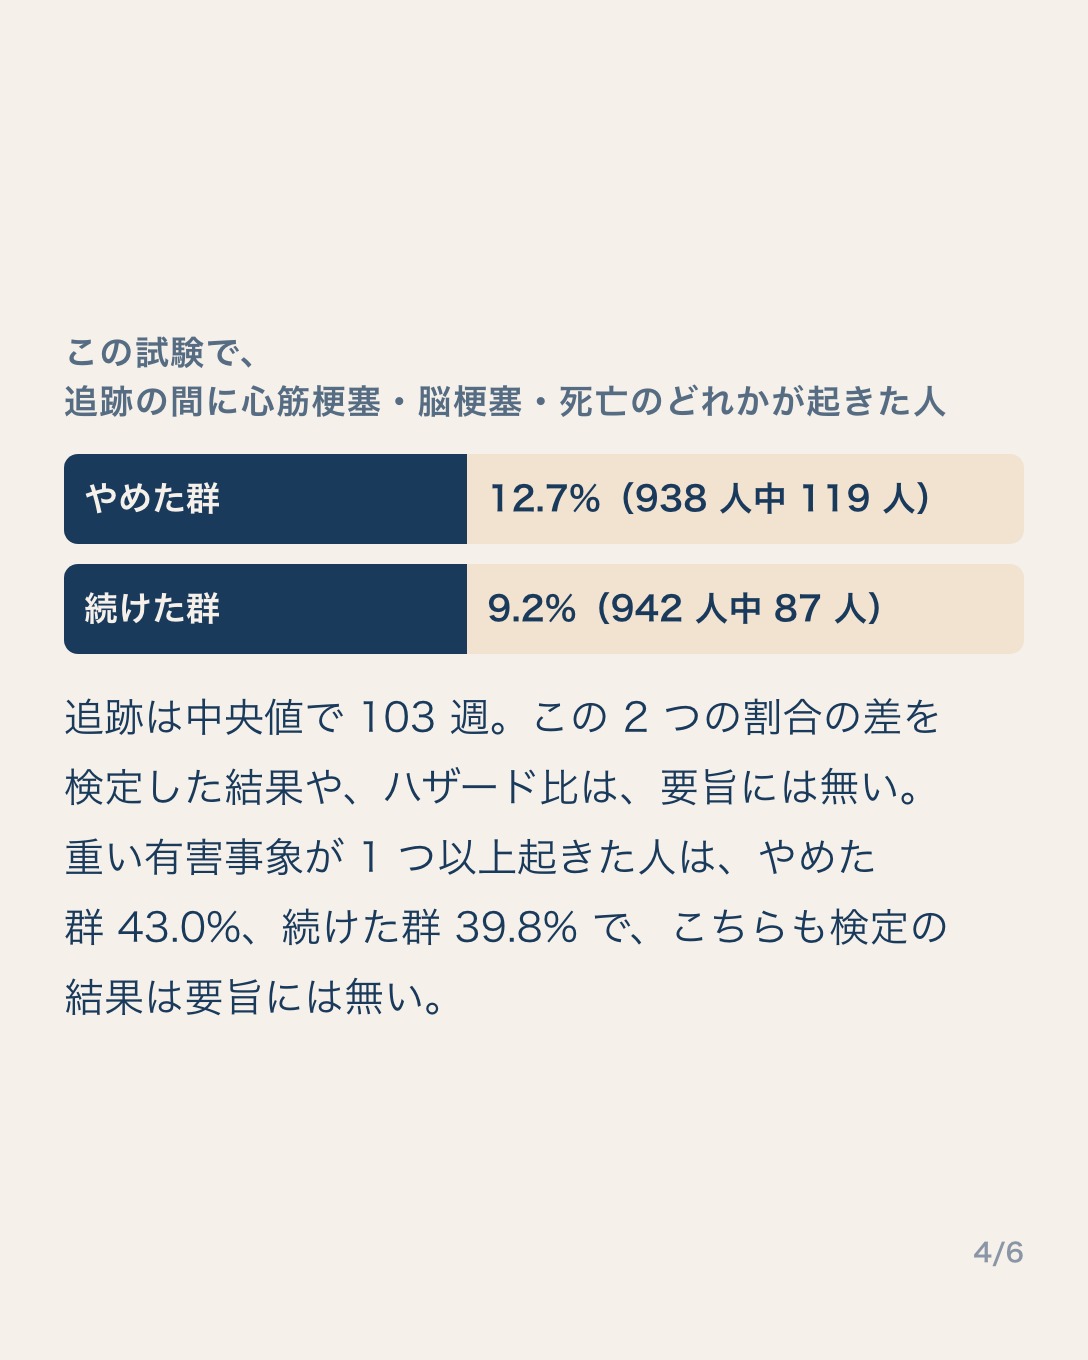 この試験で、
追跡の間に心筋梗塞・脳梗塞・死亡のどれかが起きた人
やめた群 12.7%（938 人中 119 人）
続けた群 9.2%（942 人中 87 人）
追跡は中央値で 103 週。この 2 つの割合の差を
検定した結果や、ハザード比は、要旨には無い。
重い有害事象が 1 つ以上起きた人は、やめた
群 43.0%、続けた群 39.8% で、こちらも検定の
結果は要旨には無い。
4/6